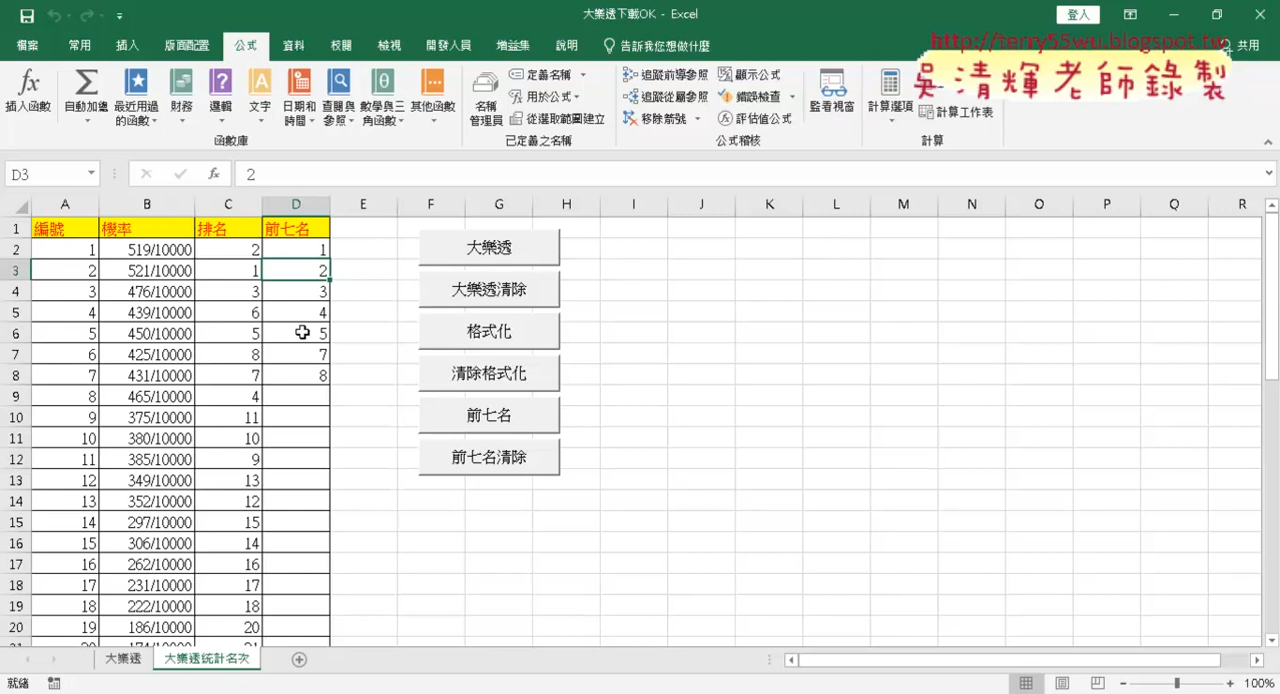 大樂透下載OK - Excel
登入
檔案 常用 插入 版面配置 公式 資料 校閱 檢視 開發人員 增益集 說明 告訴我您想做什麼 共用
http://terry55wu.blogspot.tw
吳清輝老師錄製
插入函數 自動加總 最近用過的函數 財務 邏輯 文字 日期和時間 查閱與參照 數學與三角函數 其他函數
函數庫
名稱管理員 定義名稱 用於公式 從選取範圍建立
已定義之名稱
追蹤前導參照 追蹤從屬參照 移除箭號 顯示公式 錯誤檢查 評估值公式
公式稽核
監看視窗
計算選項 計算工作表
計算
D3 fx 2
A B C D E F G H I J K L M N O P Q R
1 編號 機率 排名 前七名
2 1 519/10000 2 1 大樂透
3 2 521/10000 1 2
4 3 476/10000 3 3 大樂透清除
5 4 439/10000 6 4
6 5 450/10000 5 5 格式化
7 6 425/10000 8 7
8 7 431/10000 7 8 清除格式化
9 8 465/10000 4
10 9 375/10000 11 前七名
11 10 380/10000 10
12 11 385/10000 9 前七名清除
13 12 349/10000 13
14 13 352/10000 12
15 14 297/10000 15
16 15 306/10000 14
17 16 262/10000 16
18 17 231/10000 17
19 18 222/10000 18
20 19 186/10000 20
大樂透 大樂透統計名次
就緒 100%